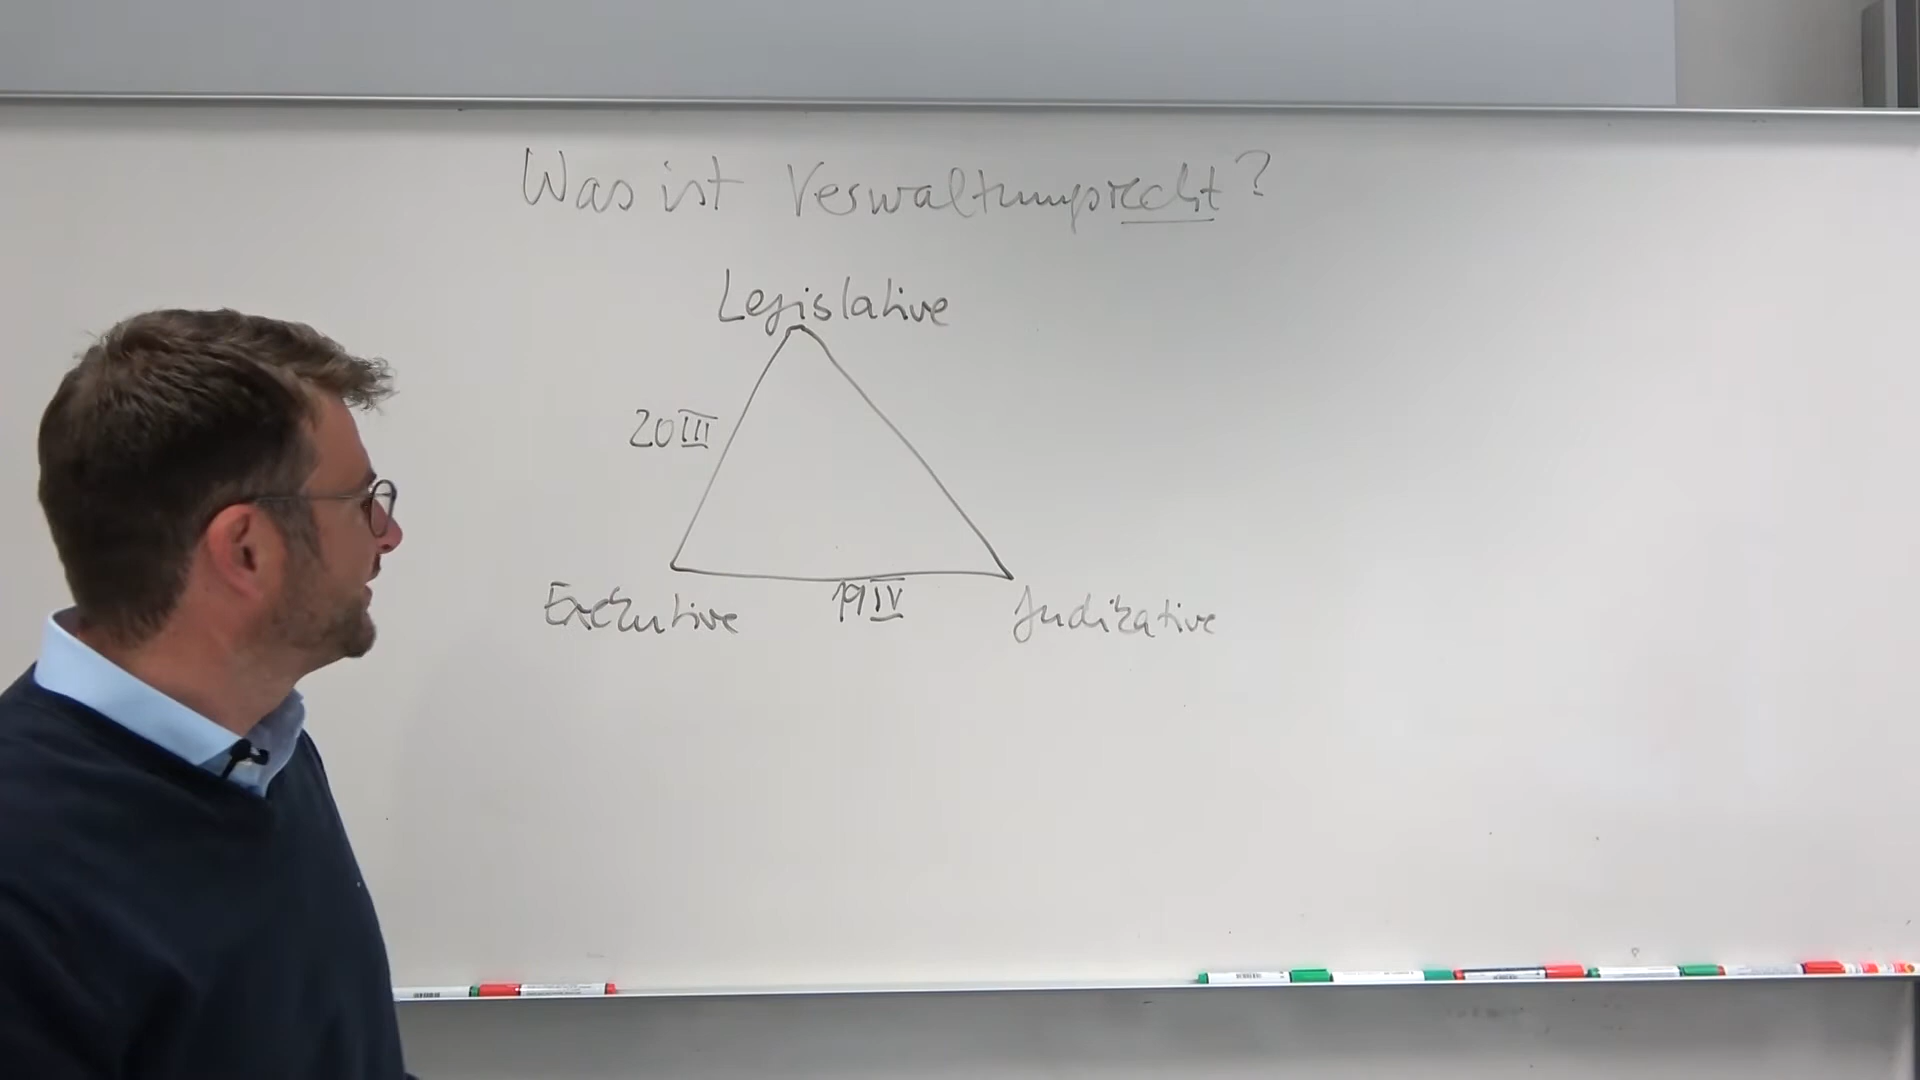 Was ist Verwaltungsrecht?
Legislative
20 III
Exekutive
19 IV
Judikative